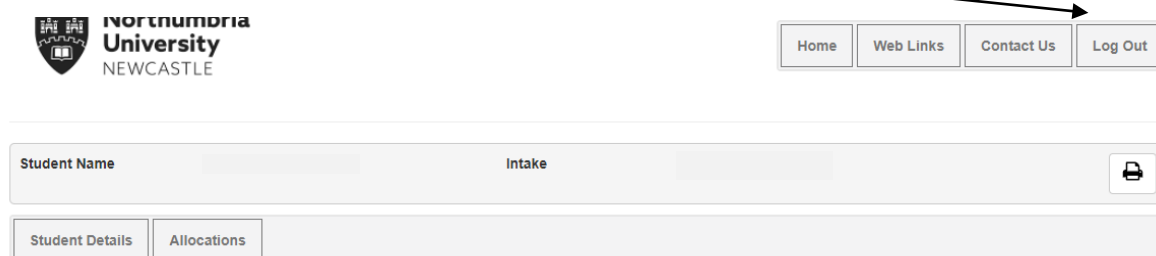 Northumbria
University
NEWCASTLE
Home Web Links Contact Us Log Out
Student Name Intake
Student Details Allocations